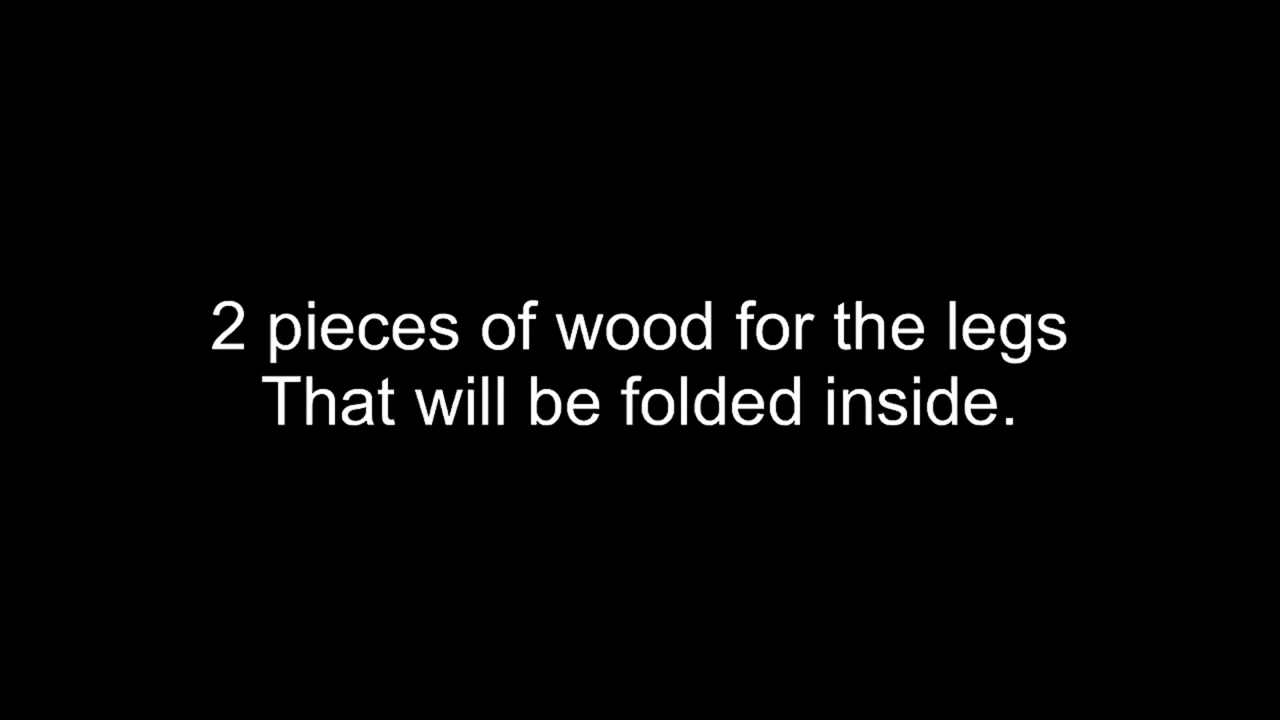 2 pieces of wood for the legs
That will be folded inside.